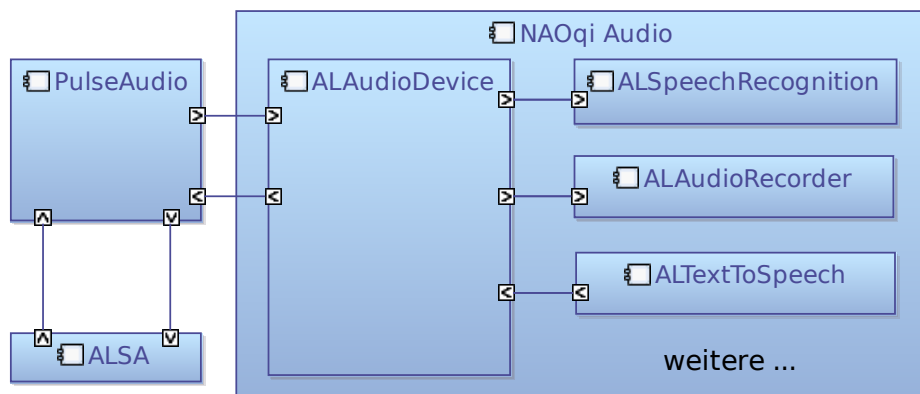 NAOqi Audio
PulseAudio
ALAudioDevice
ALSpeechRecognition
ALAudioRecorder
ALTextToSpeech
ALSA
weitere ...